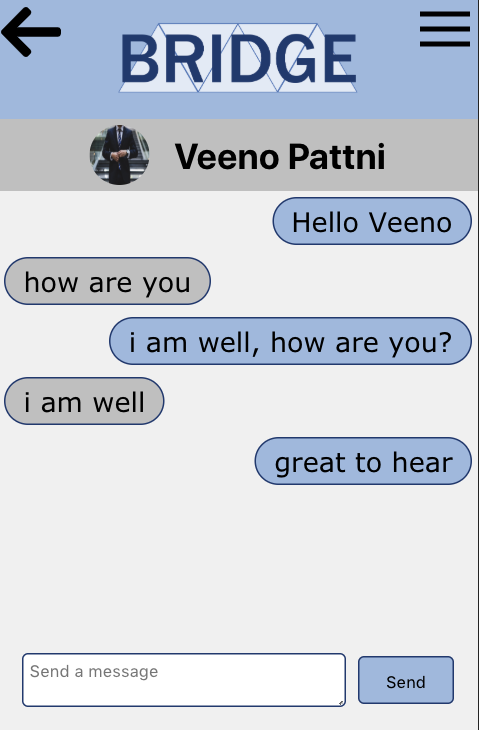 BRIDGE
Veeno Pattni
Hello Veeno
how are you
i am well, how are you?
i am well
great to hear
Send a message
Send